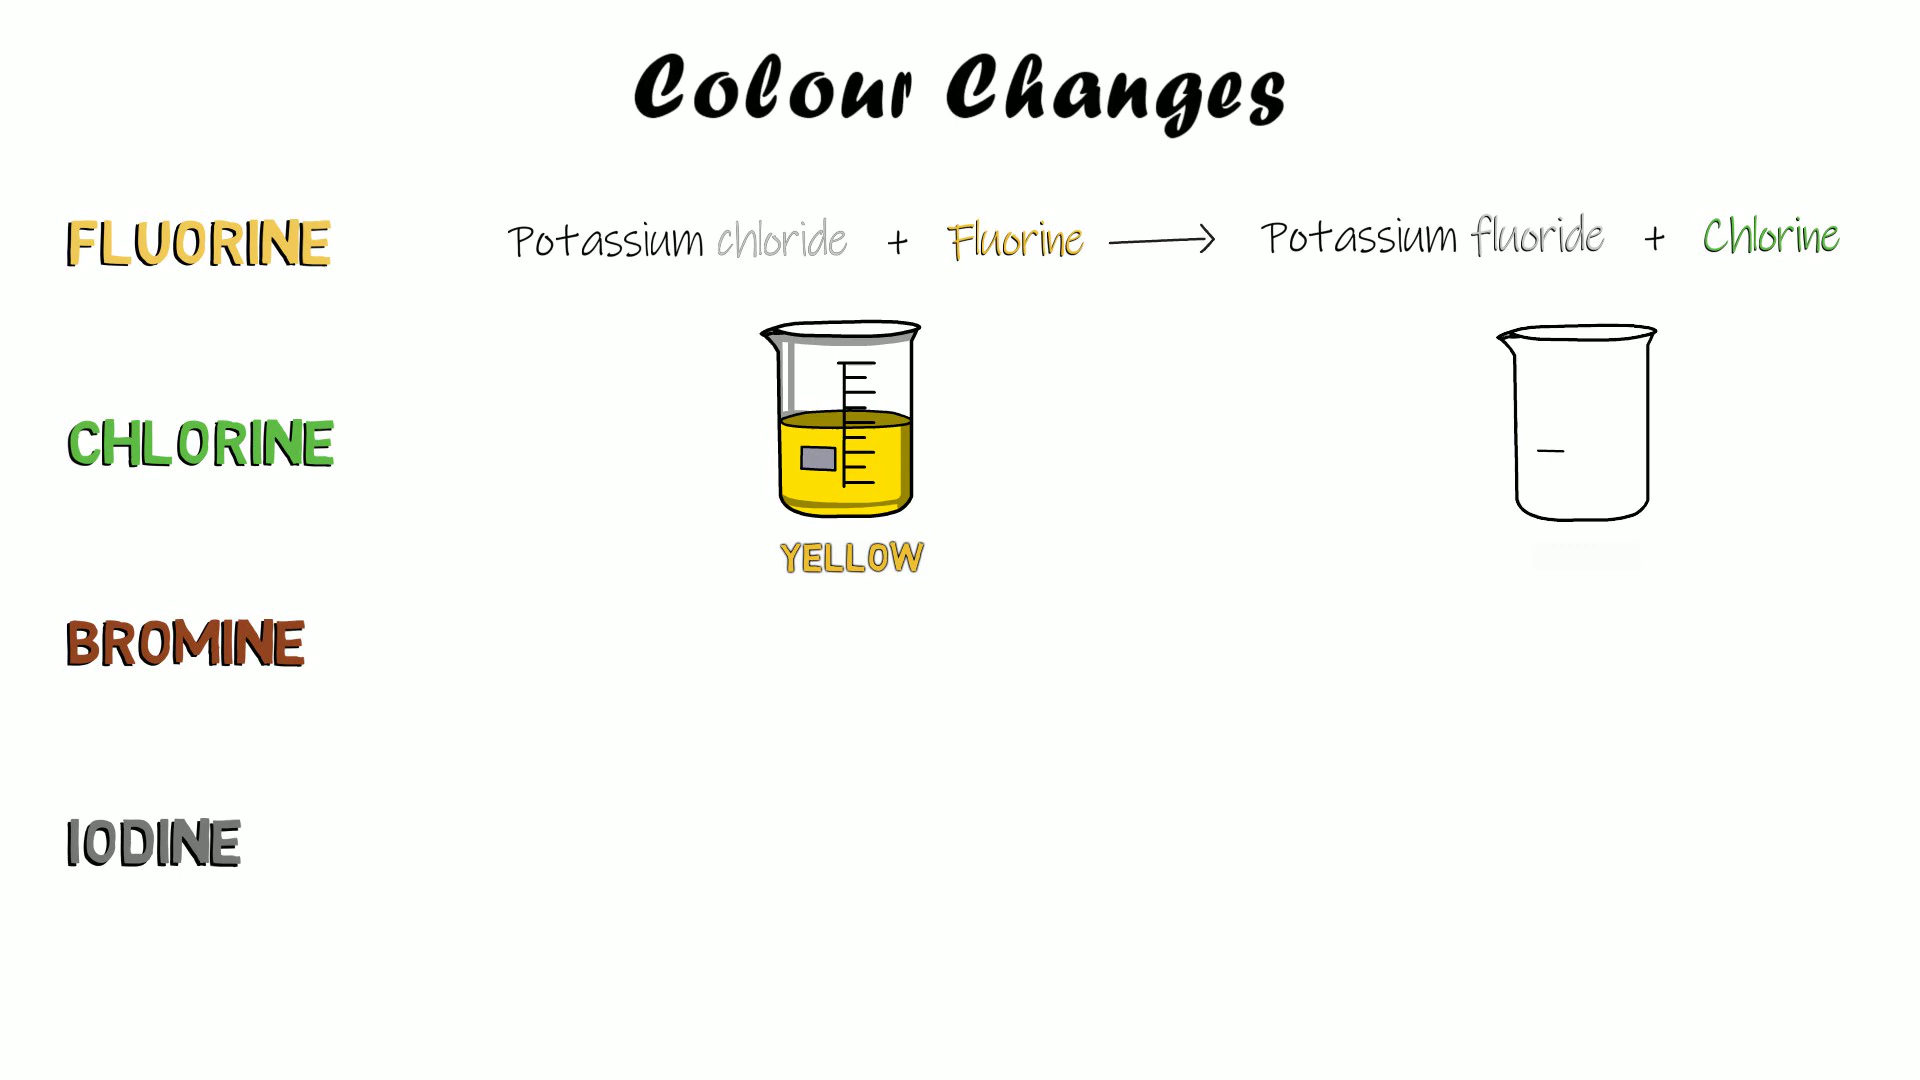 Colour Changes
FLUORINE
Potassium chloride + Fluorine ⟶ Potassium fluoride + Chlorine
CHLORINE
YELLOW
BROMINE
IODINE